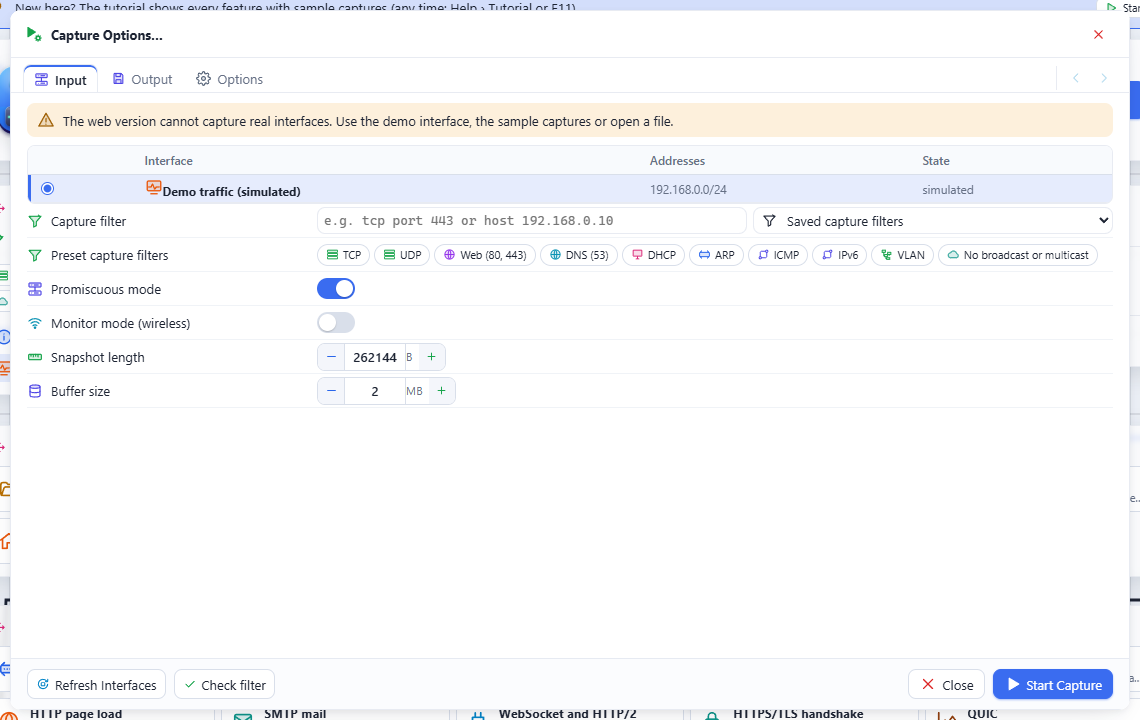 New here? The tutorial shows every feature with sample captures (any time: Help › Tutorial or F11)
Star
Capture Options...
Input
Output
Options
The web version cannot capture real interfaces. Use the demo interface, the sample captures or open a file.
Interface
Addresses
State
Demo traffic (simulated)
192.168.0.0/24
simulated
Capture filter
e.g. tcp port 443 or host 192.168.0.10
Saved capture filters
Preset capture filters
TCP
UDP
Web (80, 443)
DNS (53)
DHCP
ARP
ICMP
IPv6
VLAN
No broadcast or multicast
Promiscuous mode
Monitor mode (wireless)
Snapshot length
− 262144 B +
Buffer size
− 2 MB +
Refresh Interfaces
Check filter
Close
Start Capture
HTTP page load
SMTP mail
WebSocket and HTTP/2
HTTPS/TLS handshake
QUIC